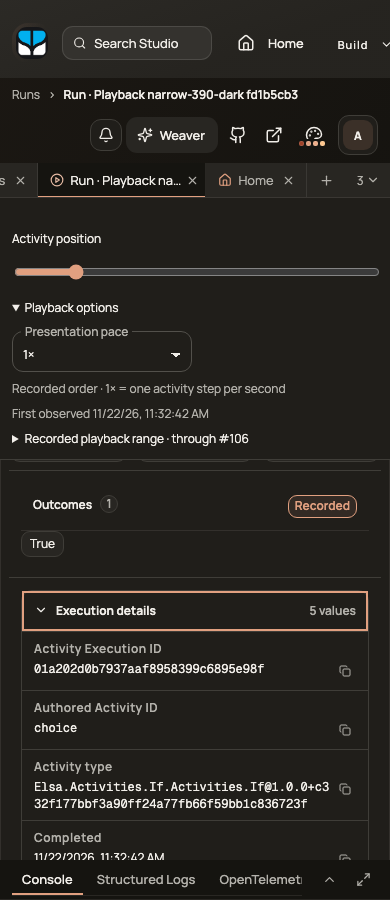 Search Studio
Home
Build
Runs › Run · Playback narrow-390-dark fd1b5cb3
Weaver
A
s
Run · Playback na...
Home
3
Activity position
Playback options
Presentation pace
1×
Recorded order · 1× = one activity step per second
First observed 11/22/26, 11:32:42 AM
Recorded playback range · through #106
Outcomes 1
Recorded
True
Execution details
5 values
Activity Execution ID
01a202d0b7937aaf8958399c6895e98f
Authored Activity ID
choice
Activity type
Elsa.Activities.If.Activities.If@1.0.0+c3
32f177bbf3a90ff24a77fb66f59bb1c836723f
Completed
11/22/2026, 11:32:42 AM
Console
Structured Logs
OpenTelemet